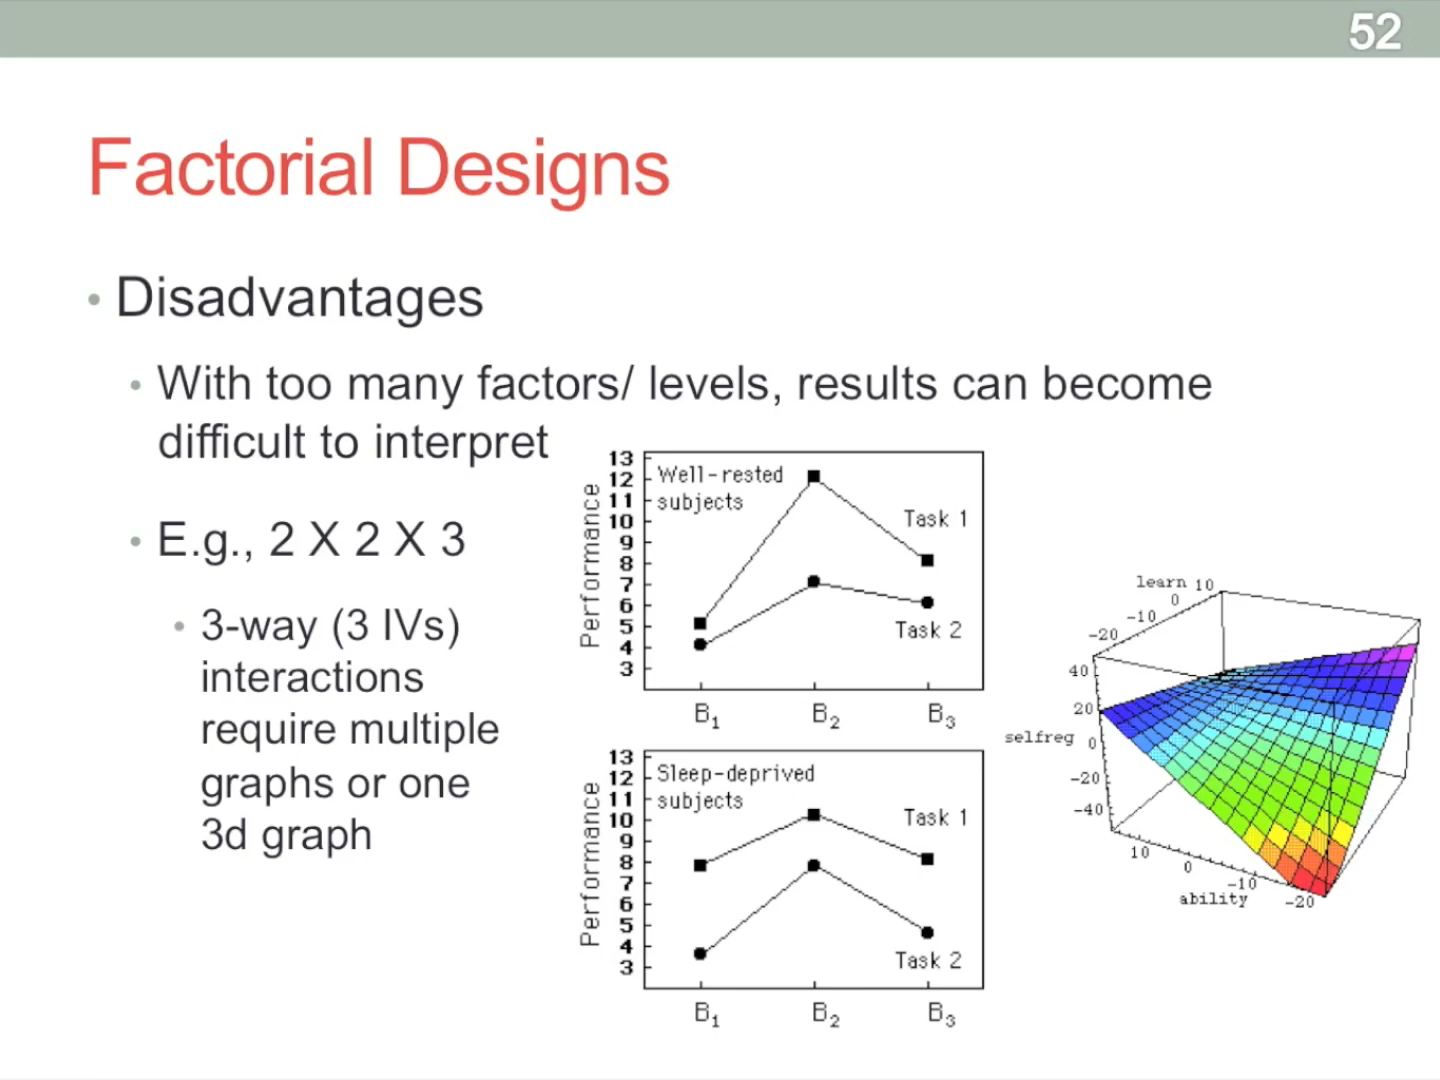 52
Factorial Designs
• Disadvantages
• With too many factors/ levels, results can become
difficult to interpret
• E.g., 2 X 2 X 3
• 3-way (3 IVs)
interactions
require multiple
graphs or one
3d graph
Performance
13
12
11
10
9
8
7
6
5
4
3
Well-rested
subjects
Task 1
Task 2
B1 B2 B3
Performance
13
12
11
10
9
8
7
6
5
4
3
Sleep-deprived
subjects
Task 1
Task 2
B1 B2 B3
learn 10
0
-10
-20
40
20
selfreg 0
-20
-40
10
0
-10
ability -20